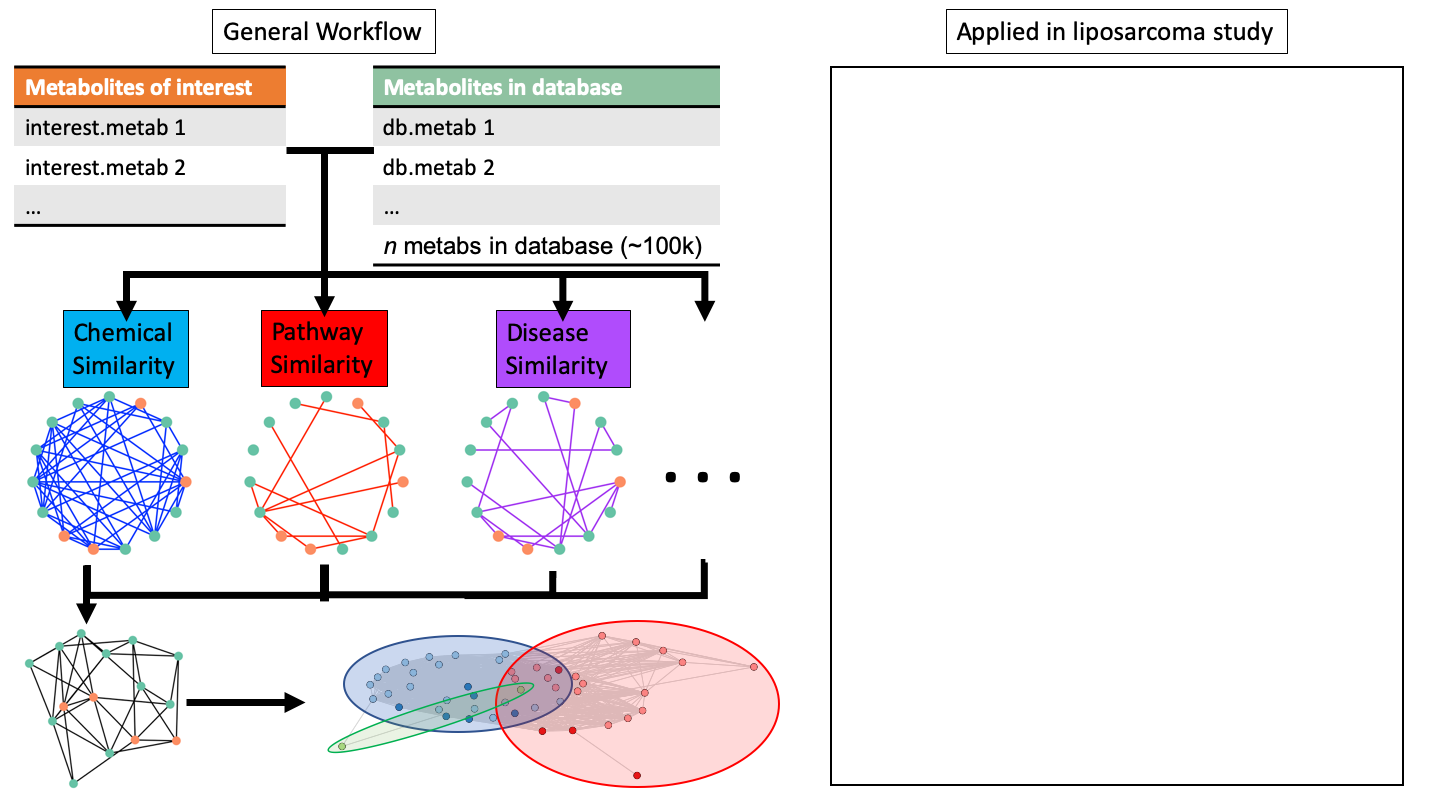 General Workflow
Applied in liposarcoma study
Metabolites of interest
interest.metab 1
interest.metab 2
...
Metabolites in database
db.metab 1
db.metab 2
...
n metabs in database (~100k)
Chemical
Similarity
Pathway
Similarity
Disease
Similarity
...